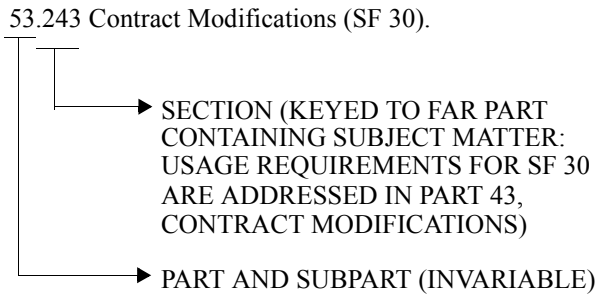 53.243 Contract Modifications (SF 30).
SECTION (KEYED TO FAR PART
CONTAINING SUBJECT MATTER:
USAGE REQUIREMENTS FOR SF 30
ARE ADDRESSED IN PART 43,
CONTRACT MODIFICATIONS)
PART AND SUBPART (INVARIABLE)